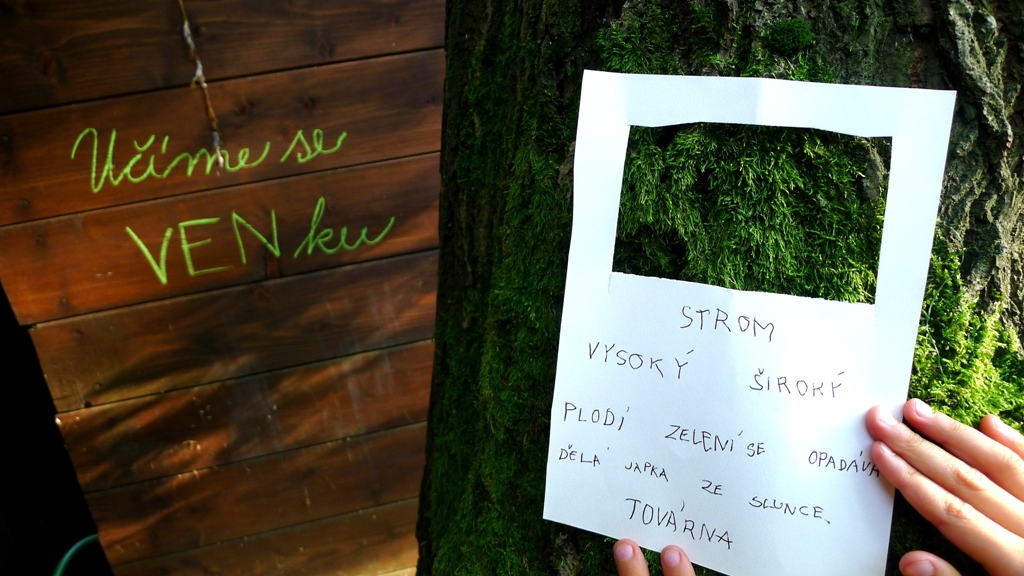 Učíme se
VENku
STROM
VYSOKÝ ŠIROKÝ
PLODÍ ZELENÍ SE OPADÁVÁ
DĚLÁ JAPKA ZE SLUNCE.
TOVÁRNA